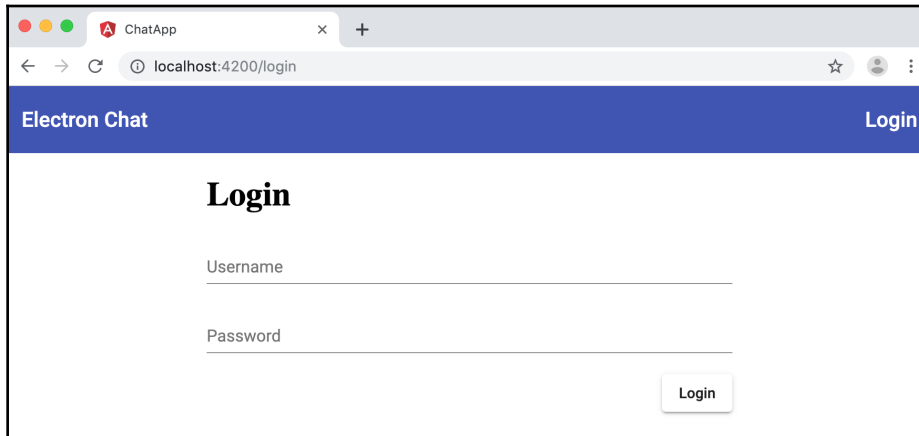 ChatApp
localhost:4200/login
Electron Chat Login
Login
Username
Password
Login